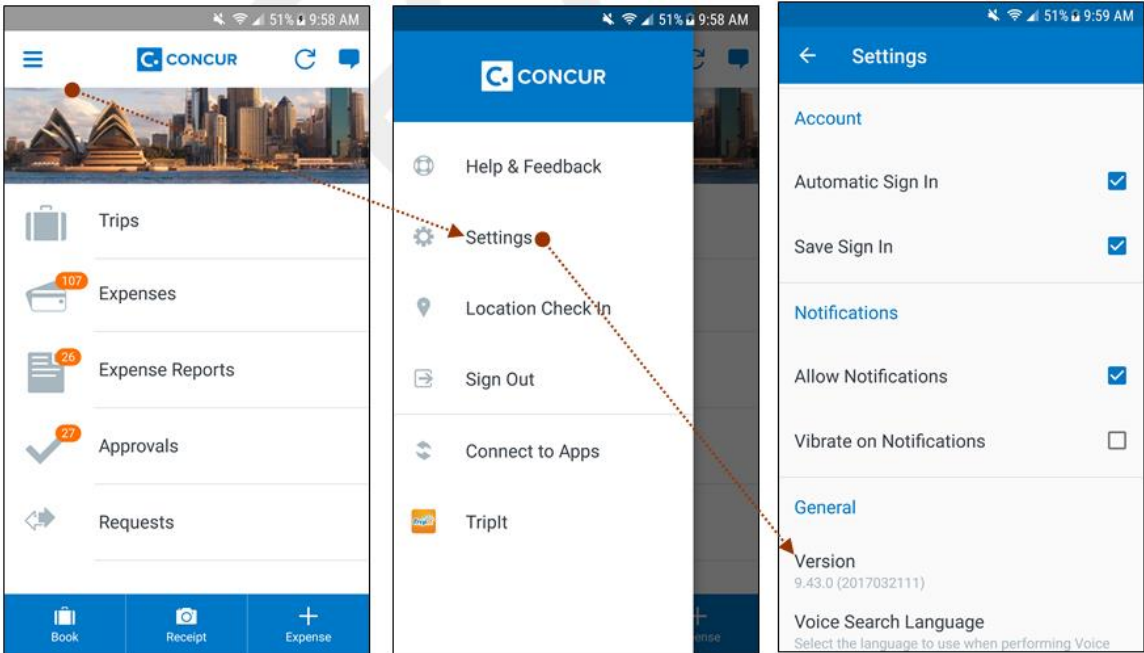 51% 9:58 AM
CONCUR
Trips
107
Expenses
26
Expense Reports
27
Approvals
Requests
Book
Receipt
Expense
51% 9:58 AM
CONCUR
Help & Feedback
Settings
Location Check In
Sign Out
Connect to Apps
TripIt
ense
51% 9:59 AM
Settings
Account
Automatic Sign In
Save Sign In
Notifications
Allow Notifications
Vibrate on Notifications
General
Version
9.43.0 (2017032111)
Voice Search Language
Select the language to use when performing Voice